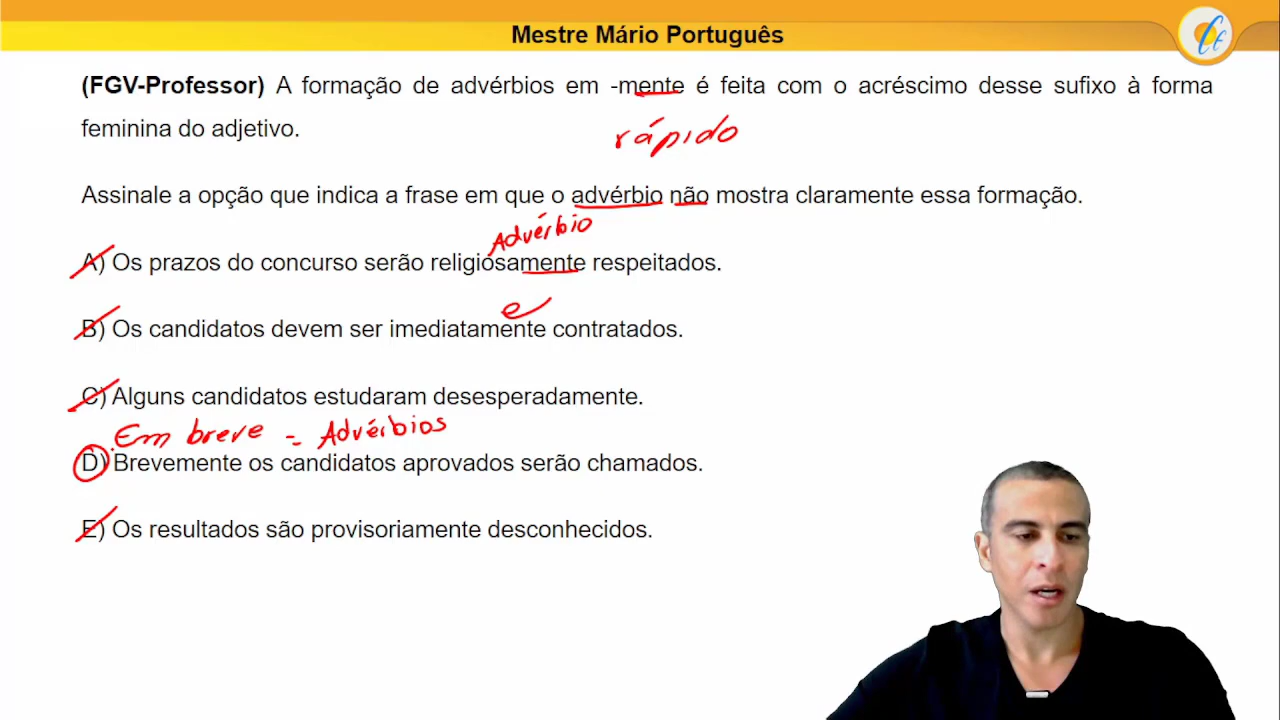 Mestre Mário Português
(FGV-Professor) A formação de advérbios em -mente é feita com o acréscimo desse sufixo à forma
feminina do adjetivo.
rápido
Assinale a opção que indica a frase em que o advérbio não mostra claramente essa formação.
Advérbio
A) Os prazos do concurso serão religiosamente respeitados.
e
B) Os candidatos devem ser imediatamente contratados.
C) Alguns candidatos estudaram desesperadamente.
Em breve = Advérbios
D) Brevemente os candidatos aprovados serão chamados.
E) Os resultados são provisoriamente desconhecidos.